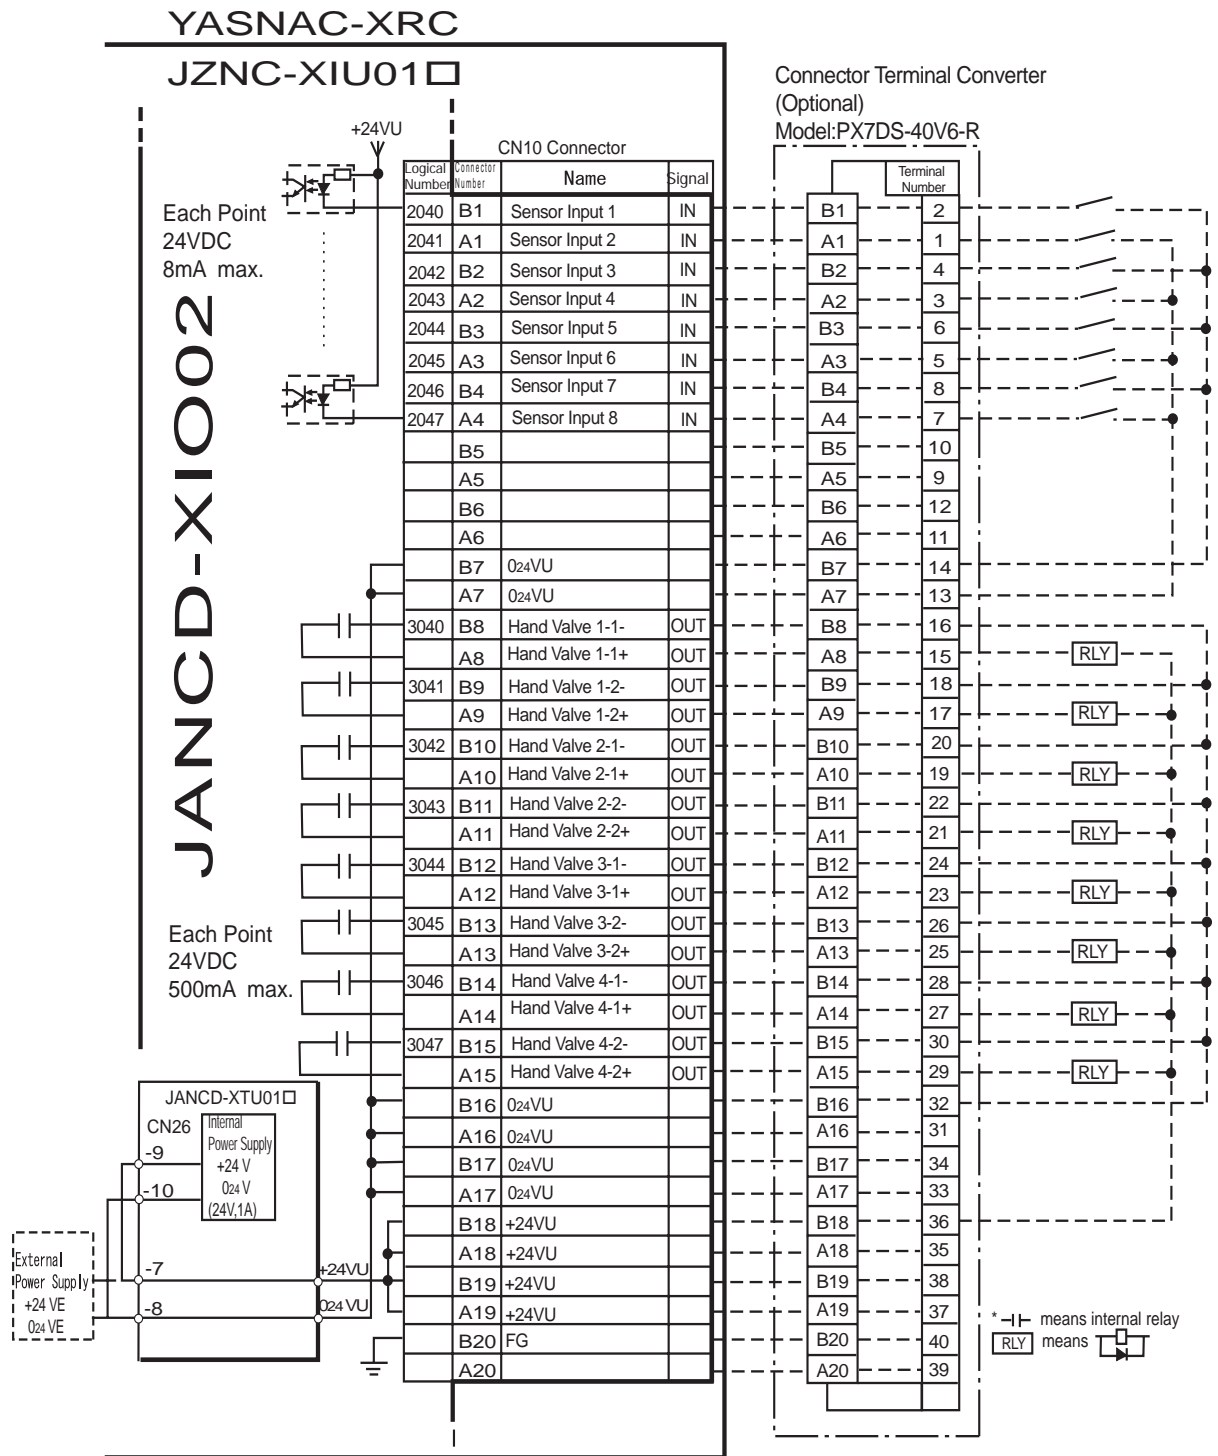 YASNAC-XRC
JZNC-XIU01□
Connector Terminal Converter
(Optional)
Model:PX7DS-40V6-R
+24VU
CN10 Connector
Logical Number Connector Number Name Signal
Terminal Number
Each Point
24VDC
8mA max.
JANCD-XIO02
2040 B1 Sensor Input 1 IN B1 2
2041 A1 Sensor Input 2 IN A1 1
2042 B2 Sensor Input 3 IN B2 4
2043 A2 Sensor Input 4 IN A2 3
2044 B3 Sensor Input 5 IN B3 6
2045 A3 Sensor Input 6 IN A3 5
2046 B4 Sensor Input 7 IN B4 8
2047 A4 Sensor Input 8 IN A4 7
B5 B5 10
A5 A5 9
B6 B6 12
A6 A6 11
B7 024VU B7 14
A7 024VU A7 13
3040 B8 Hand Valve 1-1- OUT B8 16
A8 Hand Valve 1-1+ OUT A8 15 RLY
3041 B9 Hand Valve 1-2- OUT B9 18
A9 Hand Valve 1-2+ OUT A9 17 RLY
3042 B10 Hand Valve 2-1- OUT B10 20
A10 Hand Valve 2-1+ OUT A10 19 RLY
3043 B11 Hand Valve 2-2- OUT B11 22
A11 Hand Valve 2-2+ OUT A11 21 RLY
3044 B12 Hand Valve 3-1- OUT B12 24
A12 Hand Valve 3-1+ OUT A12 23 RLY
3045 B13 Hand Valve 3-2- OUT B13 26
A13 Hand Valve 3-2+ OUT A13 25 RLY
3046 B14 Hand Valve 4-1- OUT B14 28
A14 Hand Valve 4-1+ OUT A14 27 RLY
3047 B15 Hand Valve 4-2- OUT B15 30
A15 Hand Valve 4-2+ OUT A15 29 RLY
B16 024VU B16 32
A16 024VU A16 31
B17 024VU B17 34
A17 024VU A17 33
B18 +24VU B18 36
A18 +24VU A18 35
B19 +24VU B19 38
A19 +24VU A19 37
B20 FG B20 40
A20 A20 39
Each Point
24VDC
500mA max.
JANCD-XTU01□
CN26
Internal
Power Supply
+24 V
024 V
(24V,1A)
-9
-10
-7
-8
+24VU
024 VU
External
Power Supply
+24 VE
024 VE
* means internal relay
RLY means